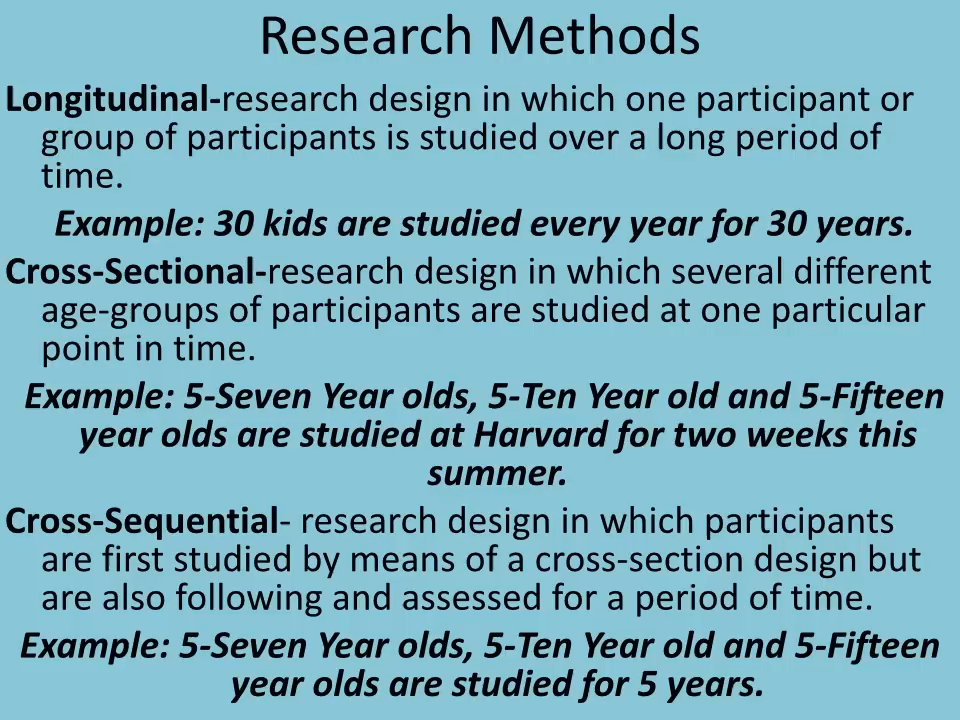 Research Methods
Longitudinal-research design in which one participant or
group of participants is studied over a long period of
time.
Example: 30 kids are studied every year for 30 years.
Cross-Sectional-research design in which several different
age-groups of participants are studied at one particular
point in time.
Example: 5-Seven Year olds, 5-Ten Year old and 5-Fifteen
year olds are studied at Harvard for two weeks this
summer.
Cross-Sequential- research design in which participants
are first studied by means of a cross-section design but
are also following and assessed for a period of time.
Example: 5-Seven Year olds, 5-Ten Year old and 5-Fifteen
year olds are studied for 5 years.